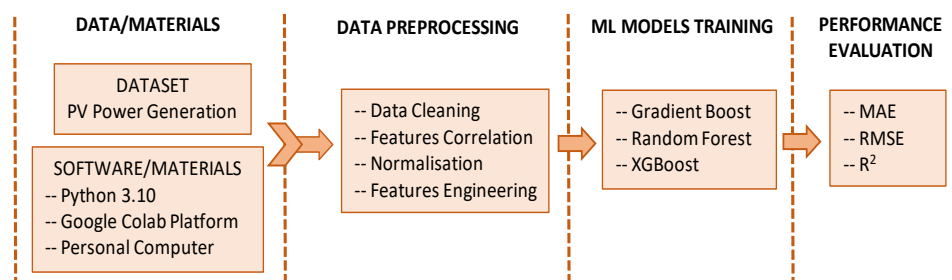 DATA/MATERIALS
DATASET
PV Power Generation
SOFTWARE/MATERIALS
-- Python 3.10
-- Google Colab Platform
-- Personal Computer
DATA PREPROCESSING
-- Data Cleaning
-- Features Correlation
-- Normalisation
-- Features Engineering
ML MODELS TRAINING
-- Gradient Boost
-- Random Forest
-- XGBoost
PERFORMANCE
EVALUATION
-- MAE
-- RMSE
-- R²